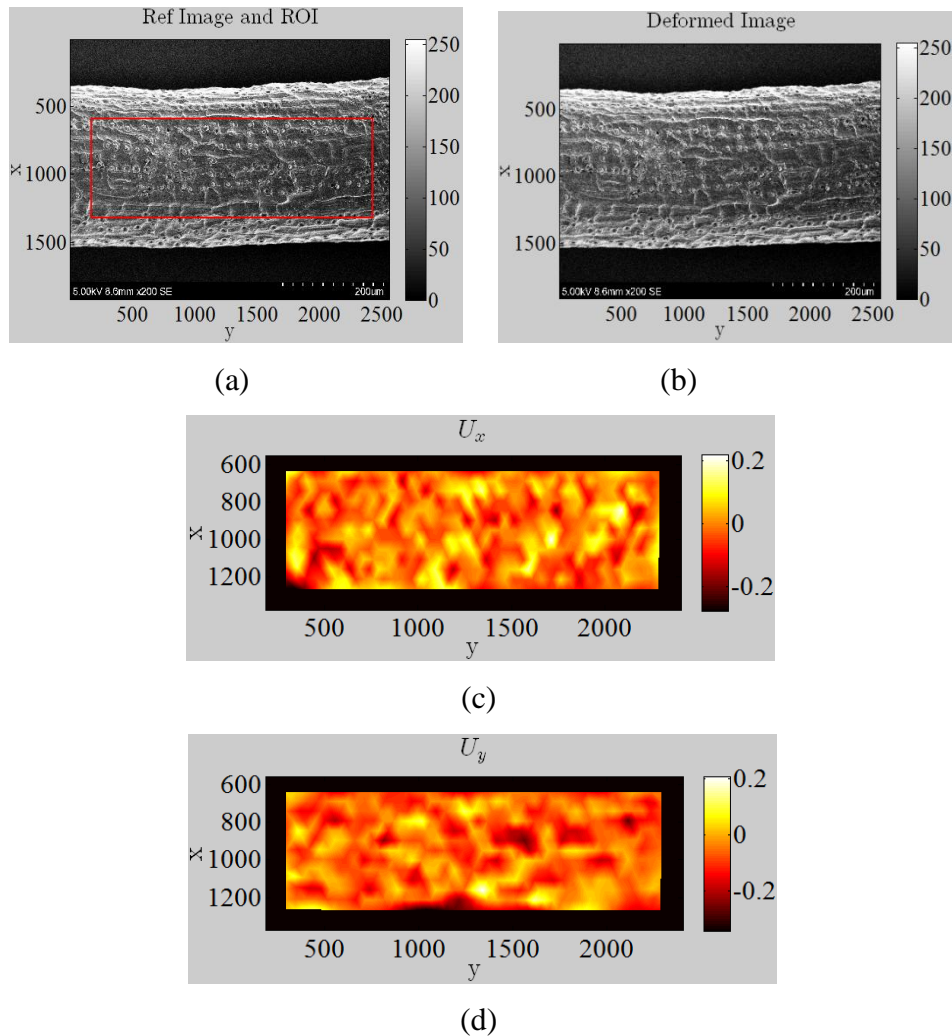 Ref Image and ROI
x
500
1000
1500
5.00kV 8.6mm x200 SE
200um
500 1000 1500 2000 2500
y
250
200
150
100
50
0
(a)
Deformed Image
x
500
1000
1500
5.00kV 8.6mm x200 SE
200um
500 1000 1500 2000 2500
y
250
200
150
100
50
0
(b)
U_x
x
600
800
1000
1200
500 1000 1500 2000
y
0.2
0
-0.2
(c)
U_y
x
600
800
1000
1200
500 1000 1500 2000
y
0.2
0
-0.2
(d)